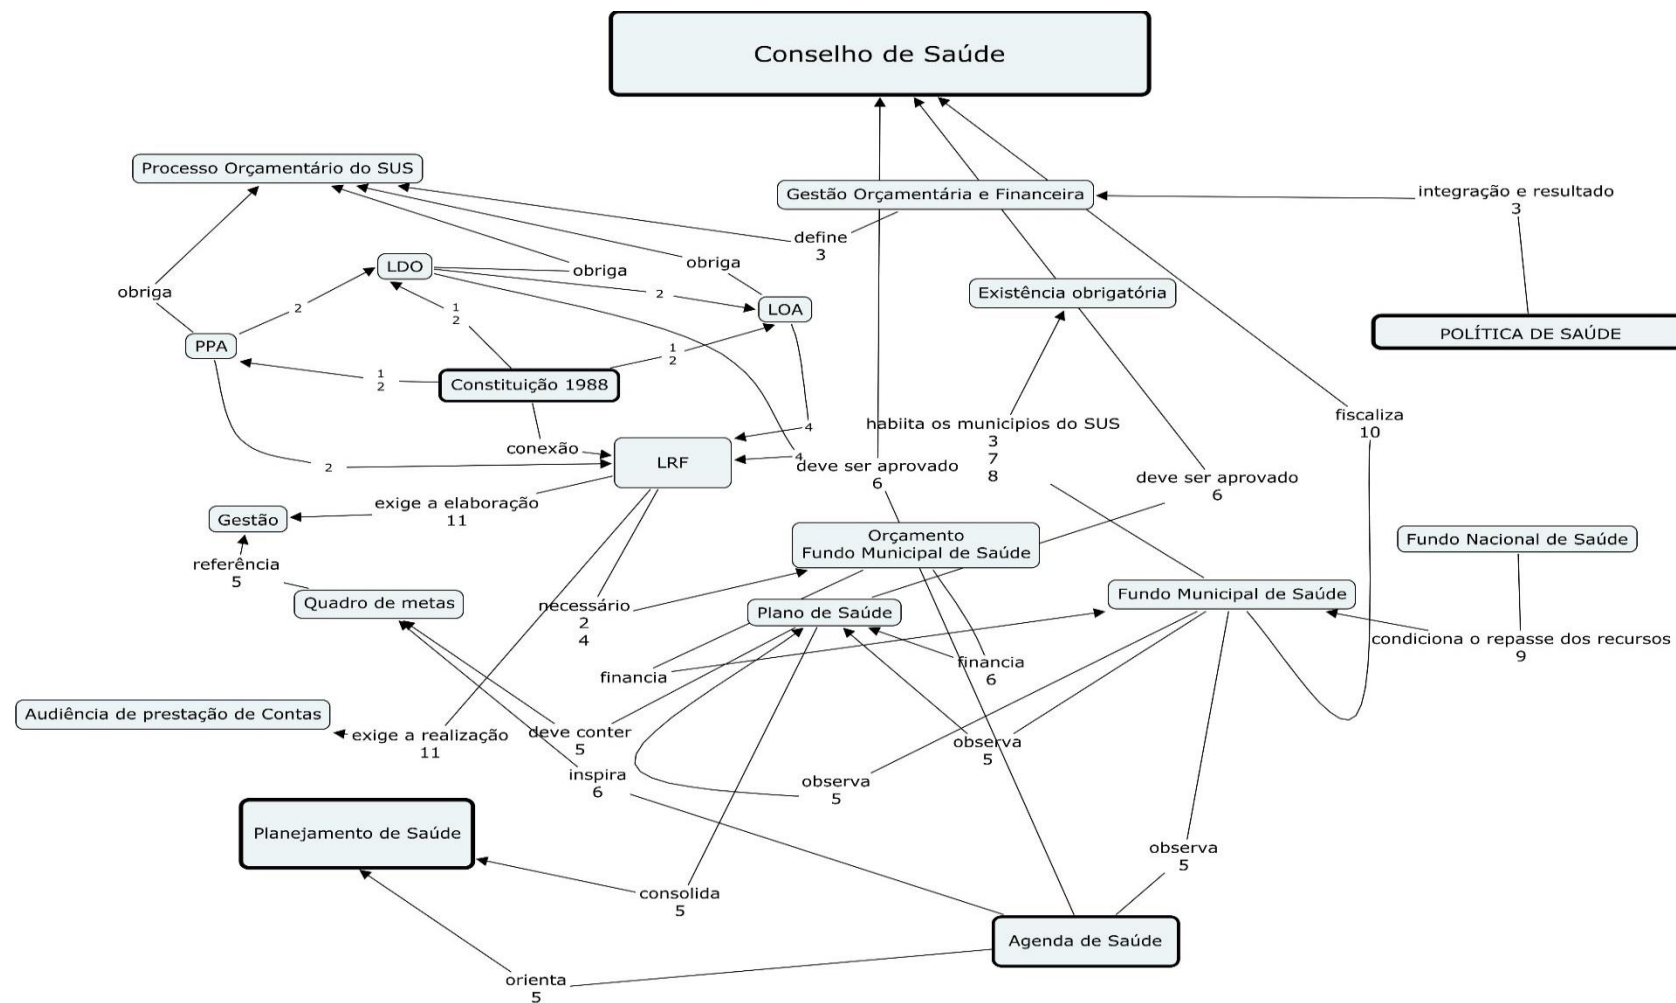 Conselho de Saúde
Processo Orçamentário do SUS
Gestão Orçamentária e Financeira
integração e resultado
3
define
3
LDO
obriga
obriga
obriga
2
2
LOA
Existência obrigatória
1
2
PPA
1
2
POLÍTICA DE SAÚDE
1
2
Constituição 1988
fiscaliza
10
habiita os municipios do SUS
3
7
8
4
conexão
LRF
2
4
deve ser aprovado
6
deve ser aprovado
6
exige a elaboração
11
Gestão
Orçamento
Fundo Municipal de Saúde
Fundo Nacional de Saúde
referência
5
Quadro de metas
necessário
2
4
Plano de Saúde
Fundo Municipal de Saúde
condiciona o repasse dos recursos
9
financia
financia
6
Audiência de prestação de Contas
exige a realização
11
deve conter
5
observa
5
inspira
6
observa
5
Planejamento de Saúde
observa
5
consolida
5
Agenda de Saúde
orienta
5